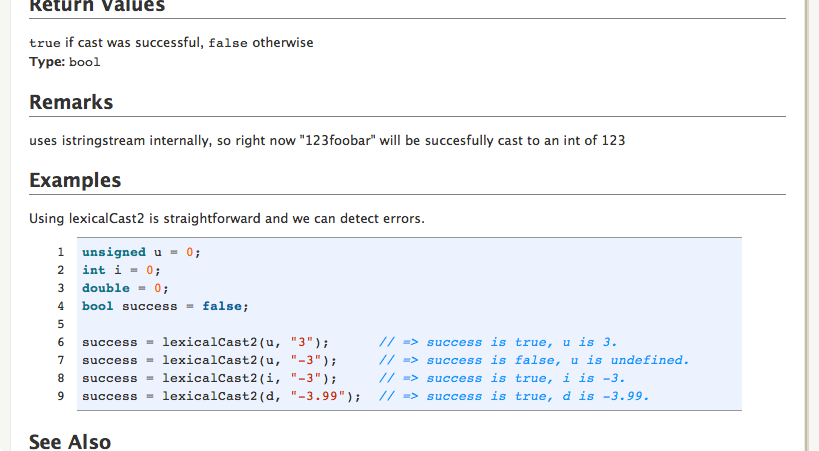 Return Values
true if cast was successful, false otherwise
Type: bool
Remarks
uses istringstream internally, so right now "123foobar" will be succesfully cast to an int of 123
Examples
Using lexicalCast2 is straightforward and we can detect errors.
1 unsigned u = 0;
2 int i = 0;
3 double = 0;
4 bool success = false;
5
6 success = lexicalCast2(u, "3"); // => success is true, u is 3.
7 success = lexicalCast2(u, "-3"); // => success is false, u is undefined.
8 success = lexicalCast2(i, "-3"); // => success is true, i is -3.
9 success = lexicalCast2(d, "-3.99"); // => success is true, d is -3.99.
See Also